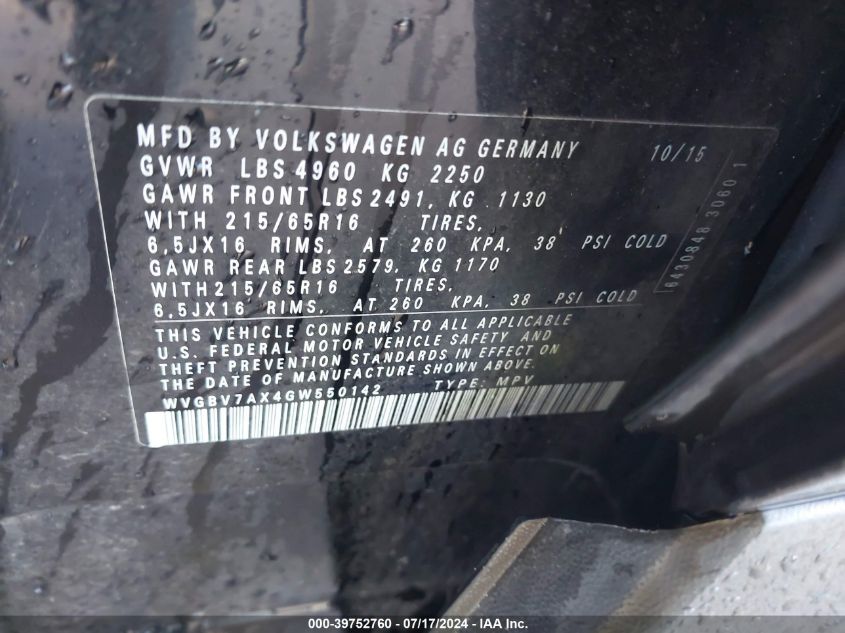 MFD BY VOLKSWAGEN AG GERMANY 10/15
GVWR LBS 4960 KG 2250
GAWR FRONT LBS 2491, KG 1130
WITH 215/65R16 TIRES,
6,5JX16 RIMS, AT 260 KPA, 38 PSI COLD
GAWR REAR LBS 2579, KG 1170
WITH 215/65R16 TIRES,
6,5JX16 RIMS, AT 260 KPA, 38 PSI COLD
THIS VEHICLE CONFORMS TO ALL APPLICABLE
U.S. FEDERAL MOTOR VEHICLE SAFETY AND
THEFT PREVENTION STANDARDS IN EFFECT ON
THE DATE OF MANUFACTURE SHOWN ABOVE.
WVGBV7AX4GW550142 TYPE: MPV
6430848 3060 1
000-39752760 - 07/17/2024 - IAA Inc.